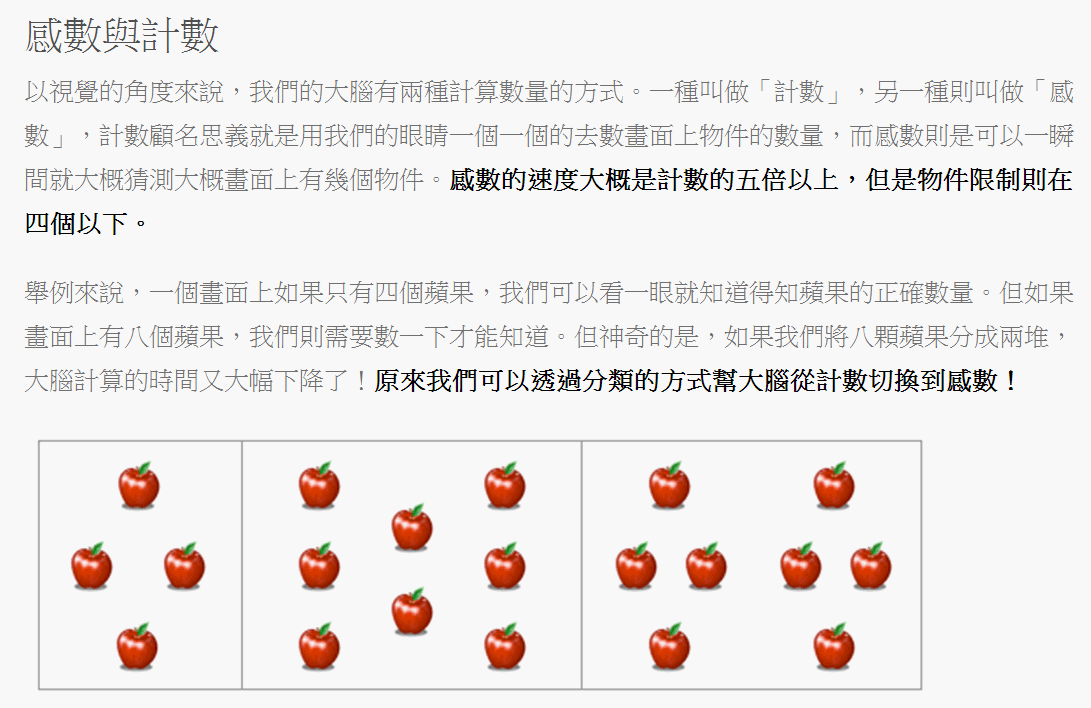 感數與計數
以視覺的角度來說，我們的大腦有兩種計算數量的方式。一種叫做「計數」，另一種則叫做「感
數」，計數顧名思義就是用我們的眼睛一個一個的去數畫面上物件的數量，而感數則是可以一瞬
間就大概猜測大概畫面上有幾個物件。感數的速度大概是計數的五倍以上，但是物件限制則在
四個以下。
舉例來說，一個畫面上如果只有四個蘋果，我們可以看一眼就知道得知蘋果的正確數量。但如果
畫面上有八個蘋果，我們則需要數一下才能知道。但神奇的是，如果我們將八顆蘋果分成兩堆，
大腦計算的時間又大幅下降了！原來我們可以透過分類的方式幫大腦從計數切換到感數！